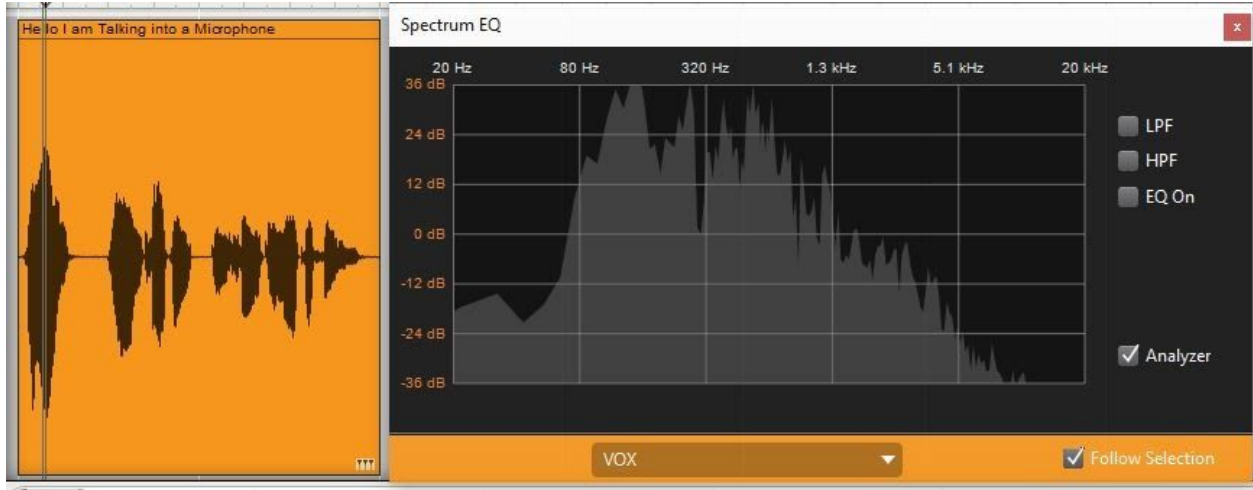 Hello I am Talking into a Microphone
Spectrum EQ
x
20 Hz 80 Hz 320 Hz 1.3 kHz 5.1 kHz 20 kHz
36 dB
24 dB
12 dB
0 dB
-12 dB
-24 dB
-36 dB
LPF
HPF
EQ On
Analyzer
VOX
Follow Selection